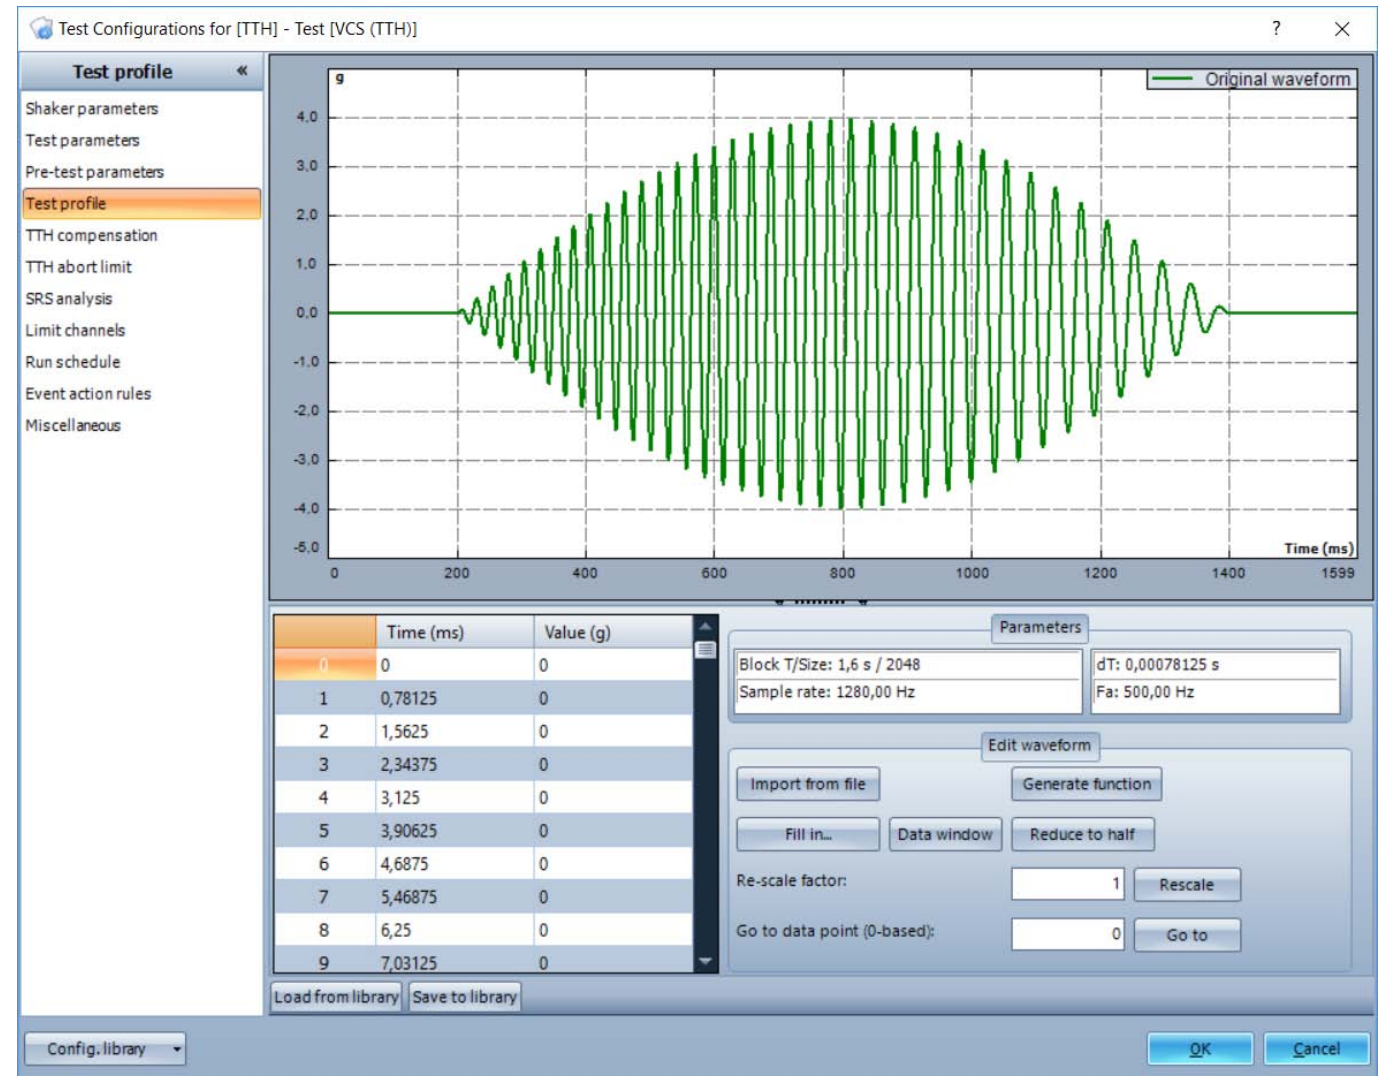 Test Configurations for [TTH] - Test [VCS (TTH)] ?
Test profile «
Shaker parameters
Test parameters
Pre-test parameters
Test profile
TTH compensation
TTH abort limit
SRS analysis
Limit channels
Run schedule
Event action rules
Miscellaneous
g
Original waveform
4,0
3,0
2,0
1,0
0,0
-1,0
-2,0
-3,0
-4,0
-5,0
Time (ms)
0 200 400 600 800 1000 1200 1400 1599
Time (ms) Value (g)
0 0 0
1 0,78125 0
2 1,5625 0
3 2,34375 0
4 3,125 0
5 3,90625 0
6 4,6875 0
7 5,46875 0
8 6,25 0
9 7,03125 0
Parameters
Block T/Size: 1,6 s / 2048 dT: 0,00078125 s
Sample rate: 1280,00 Hz Fa: 500,00 Hz
Edit waveform
Import from file Generate function
Fill in... Data window Reduce to half
Re-scale factor: 1 Rescale
Go to data point (0-based): 0 Go to
Load from library Save to library
Config. library OK Cancel